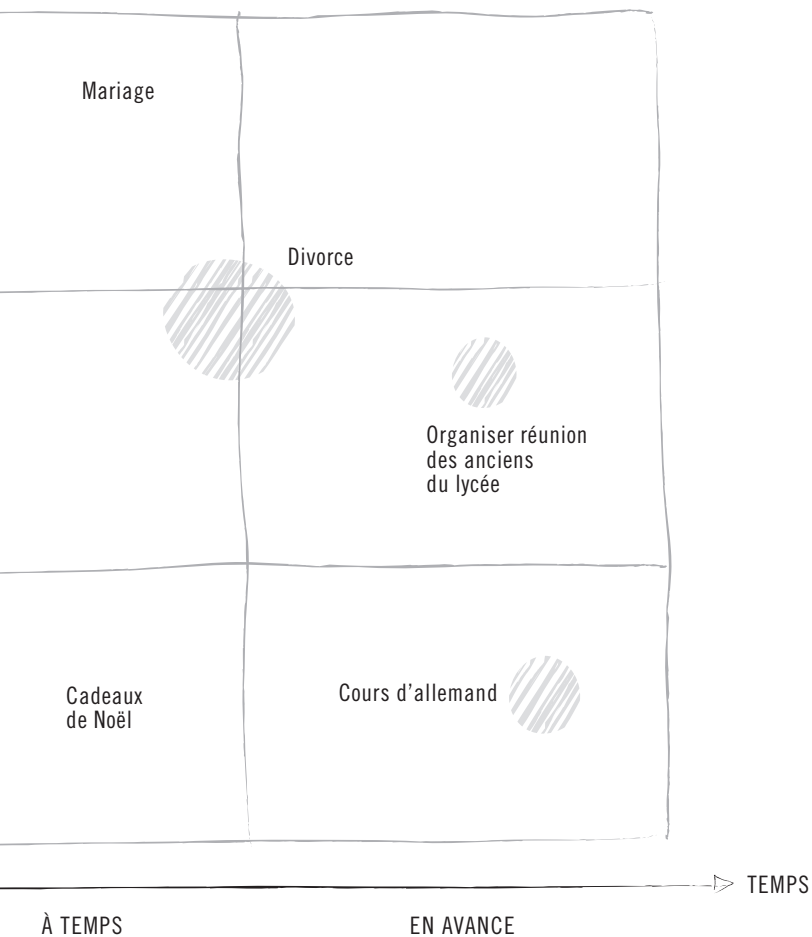 Mariage
Divorce
Organiser réunion
des anciens
du lycée
Cadeaux
de Noël
Cours d'allemand
TEMPS
À TEMPS
EN AVANCE